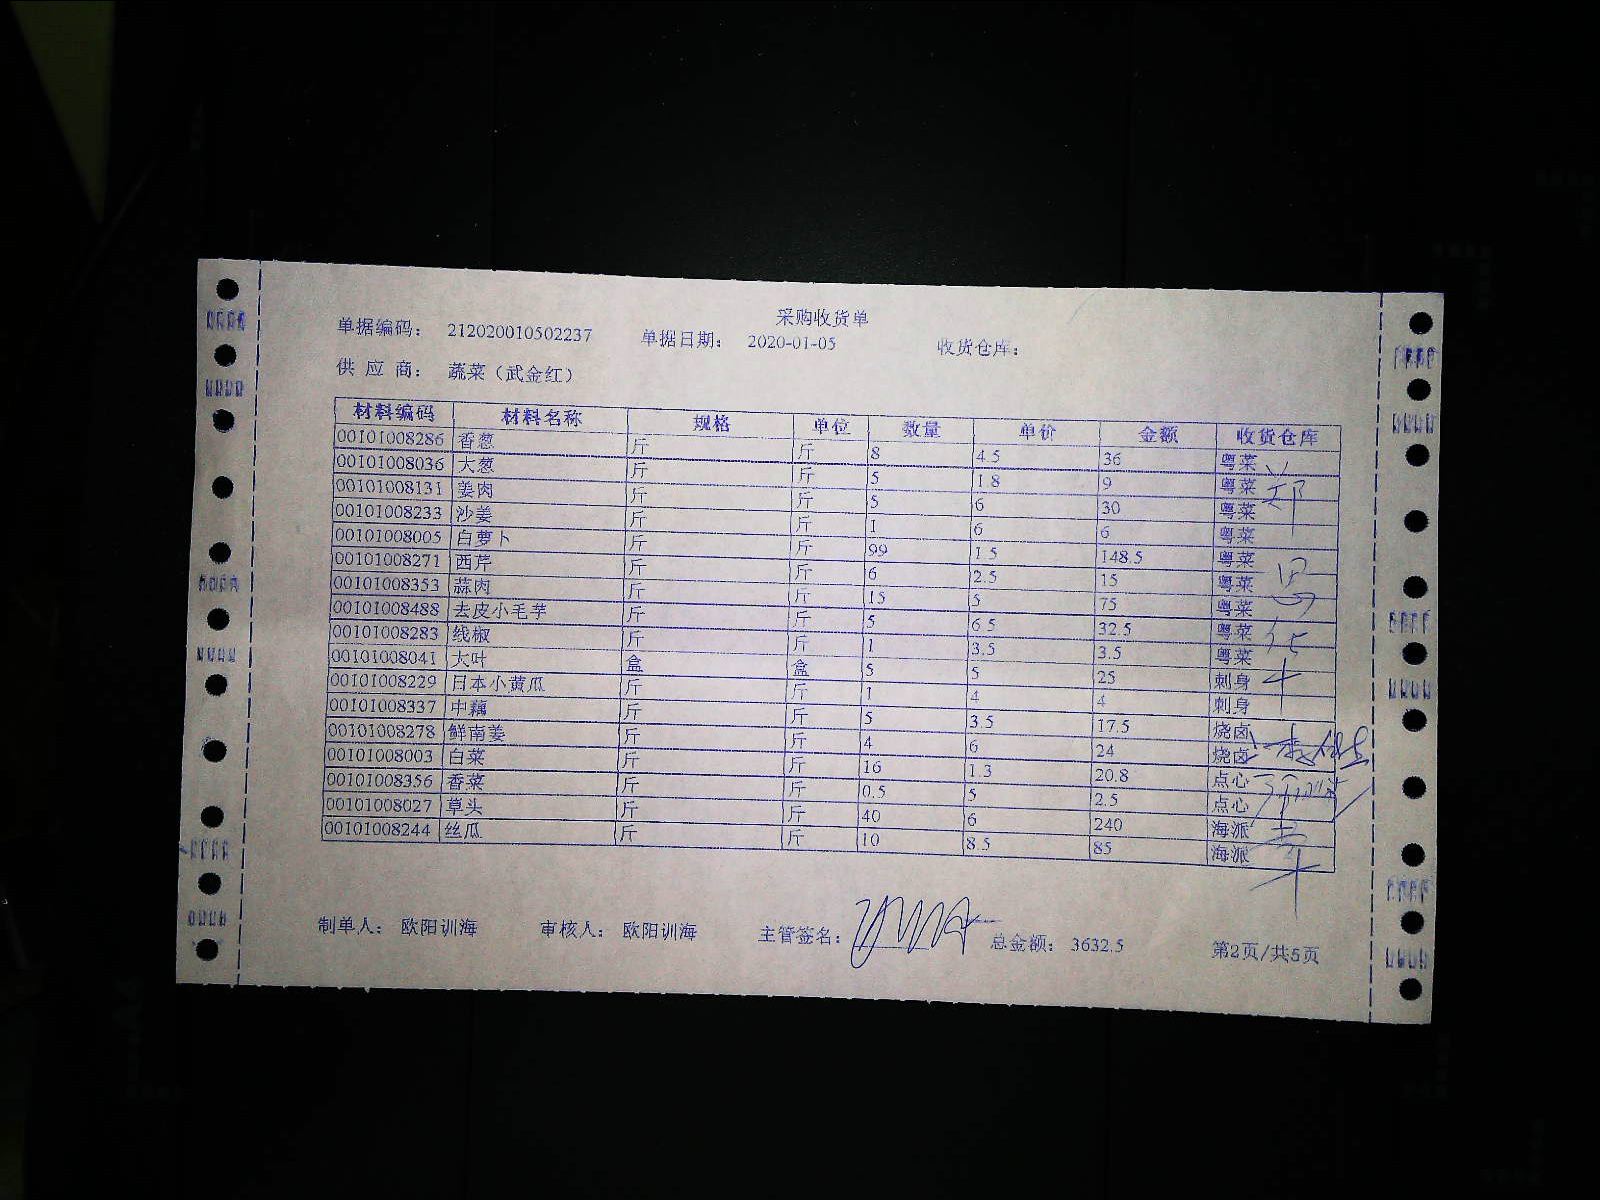 采购收货单
单据编码： 212020010502237 单据日期： 2020-01-05 收货仓库：
供 应 商： 蔬菜（武金红）
材料编码 材料名称 规格 单位 数量 单价 金额 收货仓库
00101008286 香葱 斤 斤 8 4.5 36 粤菜
00101008036 大葱 斤 斤 5 1.8 9 粤菜
00101008131 姜肉 斤 斤 5 6 30 粤菜
00101008233 沙姜 斤 斤 1 6 6 粤菜
00101008005 白萝卜 斤 斤 99 1.5 148.5 粤菜
00101008271 西芹 斤 斤 6 2.5 15 粤菜
00101008353 蒜肉 斤 斤 15 5 75 粤菜
00101008488 去皮小毛芋 斤 斤 5 6.5 32.5 粤菜
00101008283 线椒 斤 斤 1 3.5 3.5 粤菜
00101008041 大叶 盒 盒 5 5 25 刺身
00101008229 日本小黄瓜 斤 斤 1 4 4 刺身
00101008337 中藕 斤 斤 5 3.5 17.5 烧卤
00101008278 鲜南姜 斤 斤 4 6 24 烧卤
00101008003 白菜 斤 斤 16 1.3 20.8 点心
00101008356 香菜 斤 斤 0.5 5 2.5 点心
00101008027 草头 斤 斤 40 6 240 海派
00101008244 丝瓜 斤 斤 10 8.5 85 海派
制单人： 欧阳训海 审核人： 欧阳训海 主管签名： 总金额： 3632.5 第2页/共5页